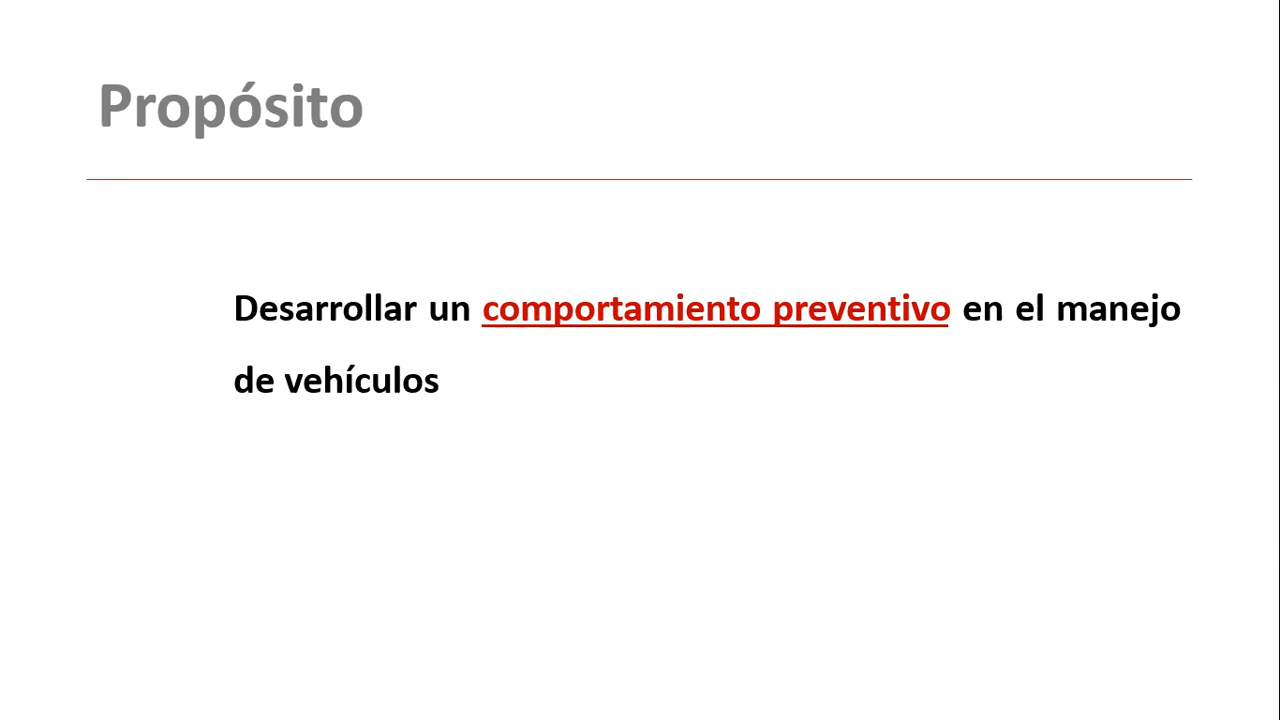 Propósito
Desarrollar un comportamiento preventivo en el manejo
de vehículos